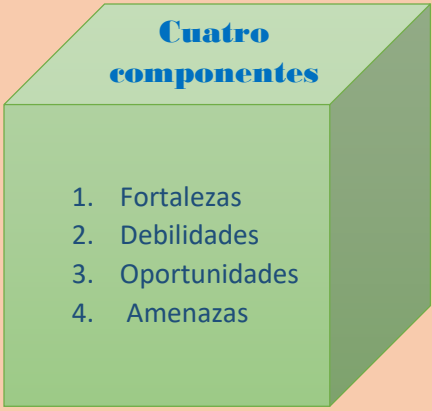 Cuatro
componentes
1. Fortalezas
2. Debilidades
3. Oportunidades
4. Amenazas